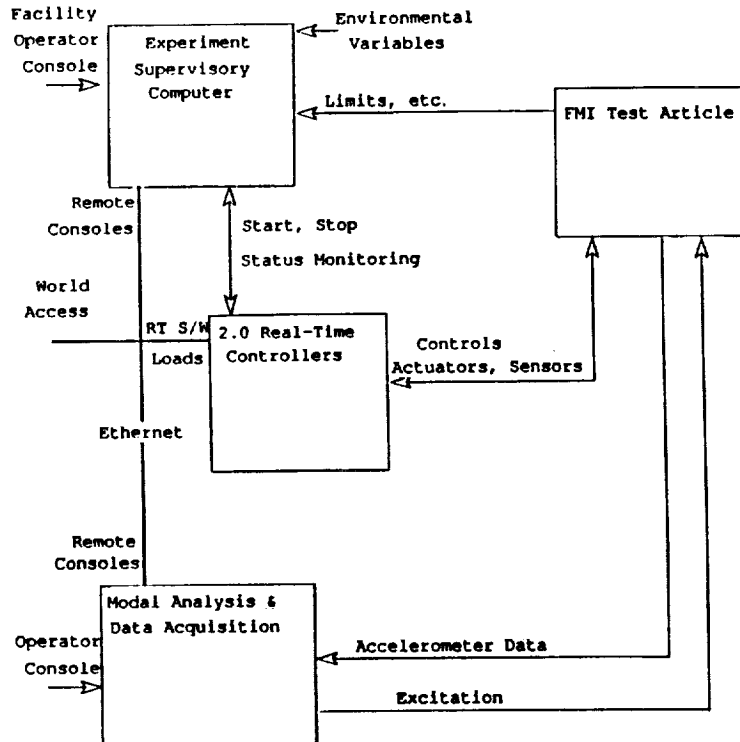 Facility
Operator
Console
Experiment
Supervisory
Computer
Environmental
Variables
Limits, etc.
FMI Test Article
Remote
Consoles
Start, Stop
Status Monitoring
World
Access
RT S/W
Loads
2.0 Real-Time
Controllers
Controls
Actuators, Sensors
Ethernet
Remote
Consoles
Modal Analysis &
Data Acquisition
Operator
Console
Accelerometer Data
Excitation